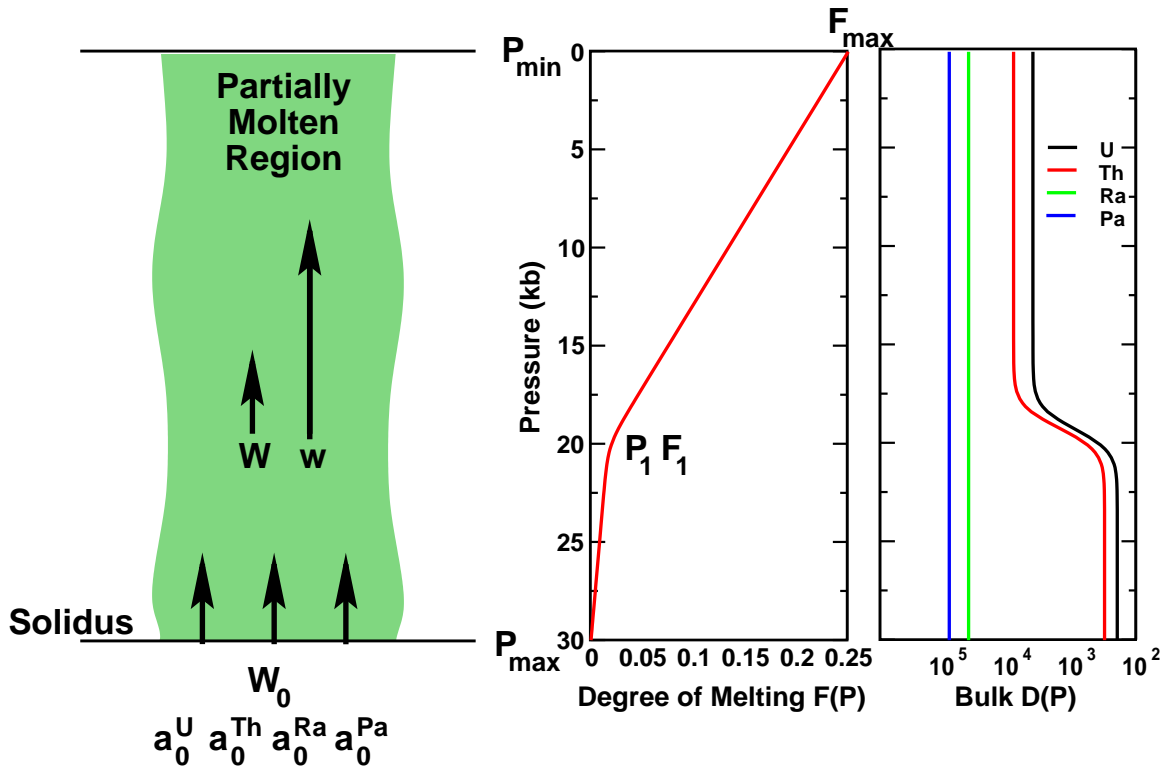 Partially
Molten
Region
W
w
Solidus
W0
a0U a0Th a0Ra a0Pa
Pmin
Fmax
0
5
10
15
20
25
30
Pressure (kb)
P1 F1
Pmax
0 0.05 0.1 0.15 0.2 0.25
Degree of Melting F(P)
U
Th
Ra
Pa
10^5 10^4 10^3 10^2
Bulk D(P)